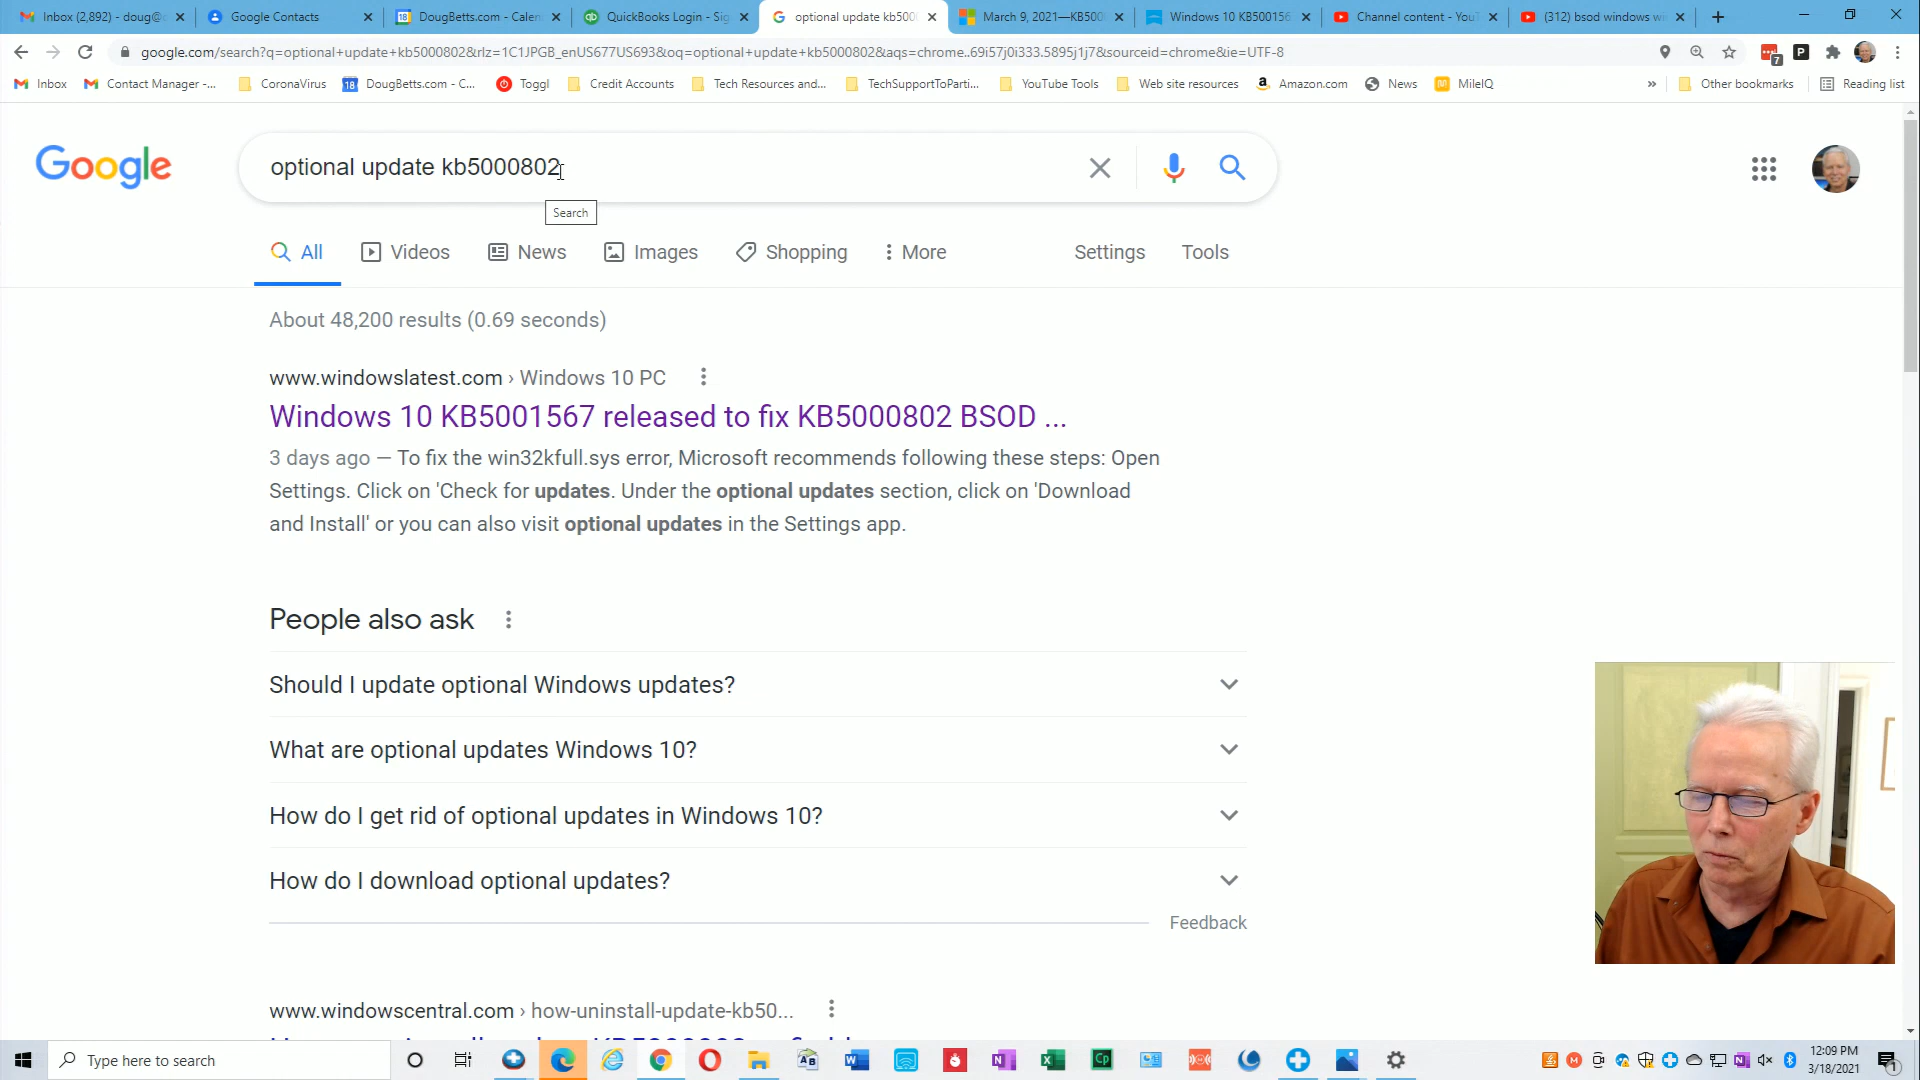 Inbox (2,892) - doug@c
Google Contacts
DougBetts.com - Calen
QuickBooks Login - Sig
optional update kb500
March 9, 2021—KB500
Windows 10 KB500156
Channel content - YouT
(312) bsod windows wi
google.com/search?q=optional+update+kb5000802&rlz=1C1JPGB_enUS677US693&oq=optional+update+kb5000802&aqs=chrome..69i57j0i333.5895j1j7&sourceid=chrome&ie=UTF-8
7
P
Inbox
Contact Manager -...
CoronaVirus
18 DougBetts.com - C...
Toggl
Credit Accounts
Tech Resources and...
TechSupportToParti...
YouTube Tools
Web site resources
Amazon.com
News
MileIQ
»
Other bookmarks
Reading list
Google
optional update kb5000802
Search
All
Videos
News
Images
Shopping
More
Settings
Tools
About 48,200 results (0.69 seconds)
www.windowslatest.com › Windows 10 PC
Windows 10 KB5001567 released to fix KB5000802 BSOD ...
3 days ago — To fix the win32kfull.sys error, Microsoft recommends following these steps: Open
Settings. Click on 'Check for updates. Under the optional updates section, click on 'Download
and Install' or you can also visit optional updates in the Settings app.
People also ask
Should I update optional Windows updates?
What are optional updates Windows 10?
How do I get rid of optional updates in Windows 10?
How do I download optional updates?
Feedback
www.windowscentral.com › how-uninstall-update-kb50...
Type here to search
12:09 PM
3/18/2021
1